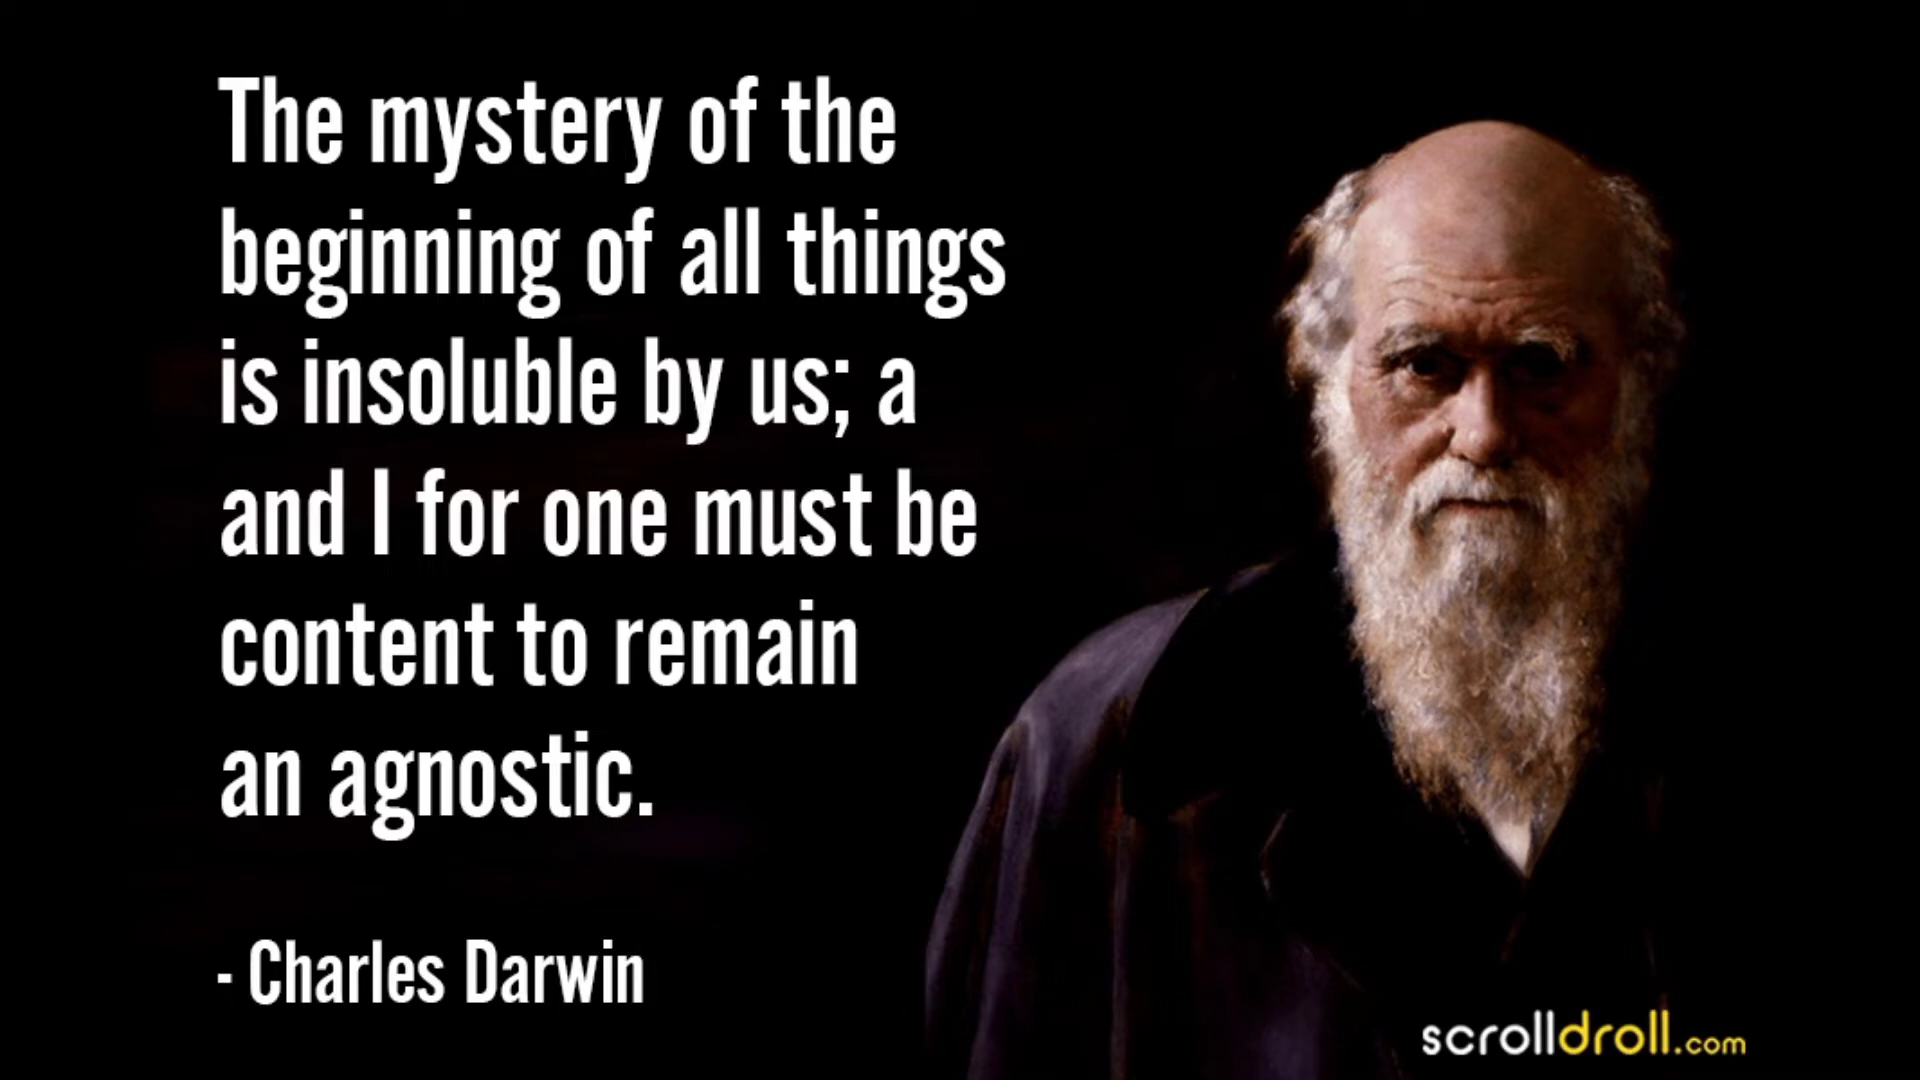 The mystery of the
beginning of all things
is insoluble by us; a
and I for one must be
content to remain
an agnostic.
- Charles Darwin
scrolldroll.com